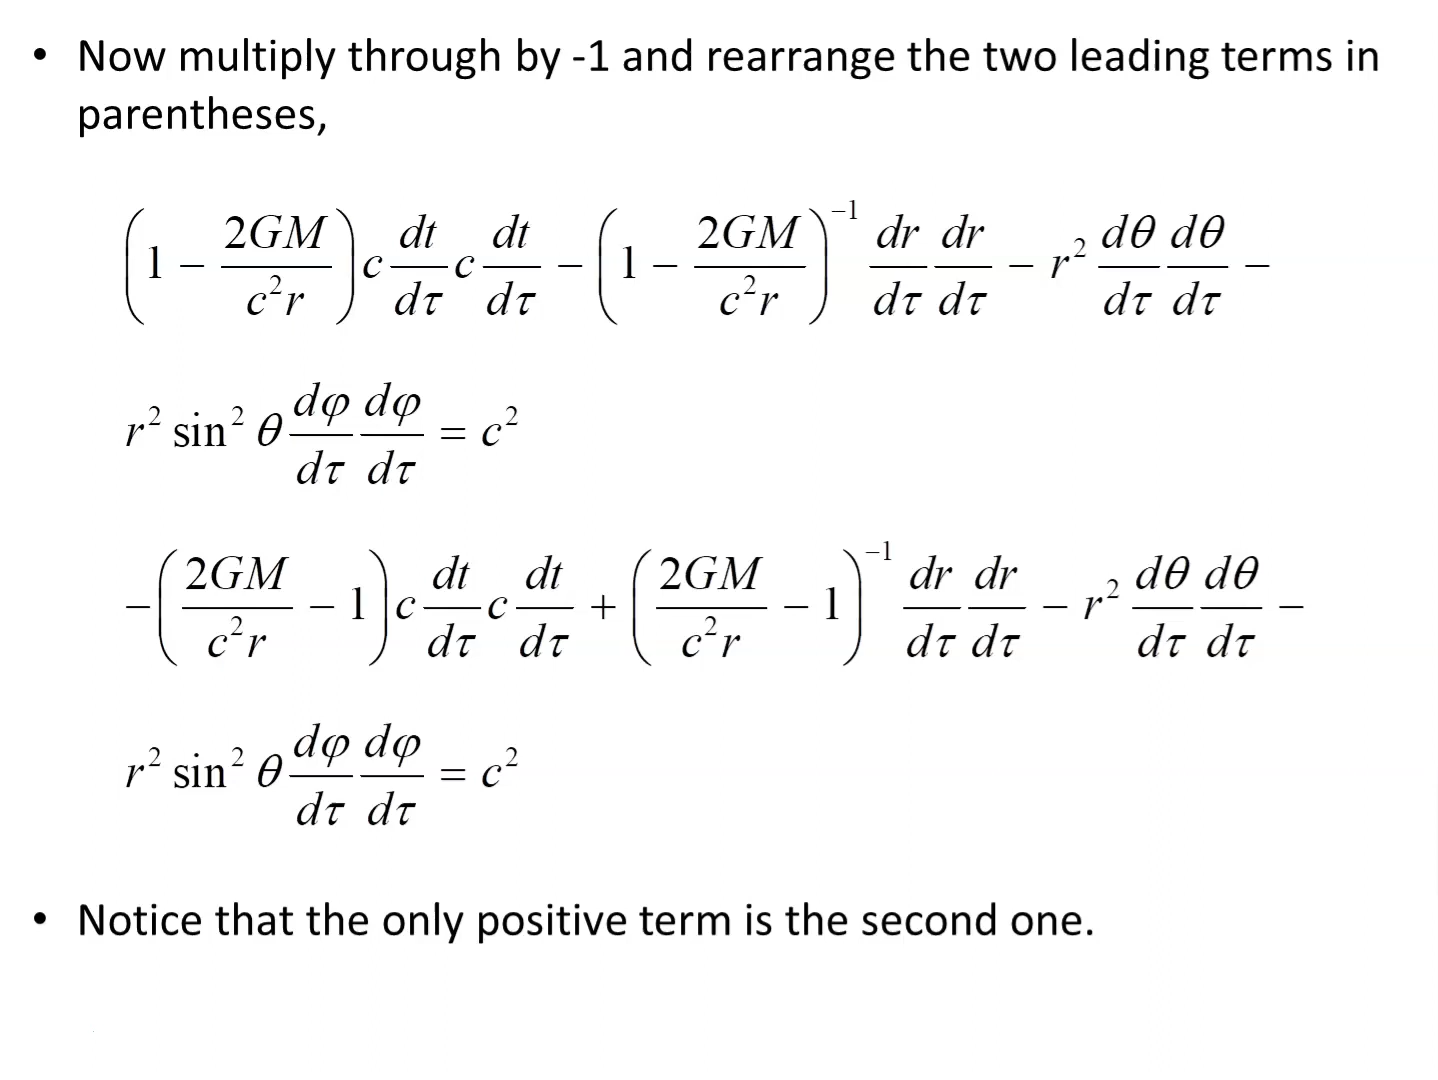 • Now multiply through by -1 and rearrange the two leading terms in
parentheses,
(1 − 2GM/c²r) c dt/dτ c dt/dτ − (1 − 2GM/c²r)⁻¹ dr/dτ dr/dτ − r² dθ/dτ dθ/dτ −
r² sin² θ dφ/dτ dφ/dτ = c²
−(2GM/c²r − 1) c dt/dτ c dt/dτ + (2GM/c²r − 1)⁻¹ dr/dτ dr/dτ − r² dθ/dτ dθ/dτ −
r² sin² θ dφ/dτ dφ/dτ = c²
• Notice that the only positive term is the second one.